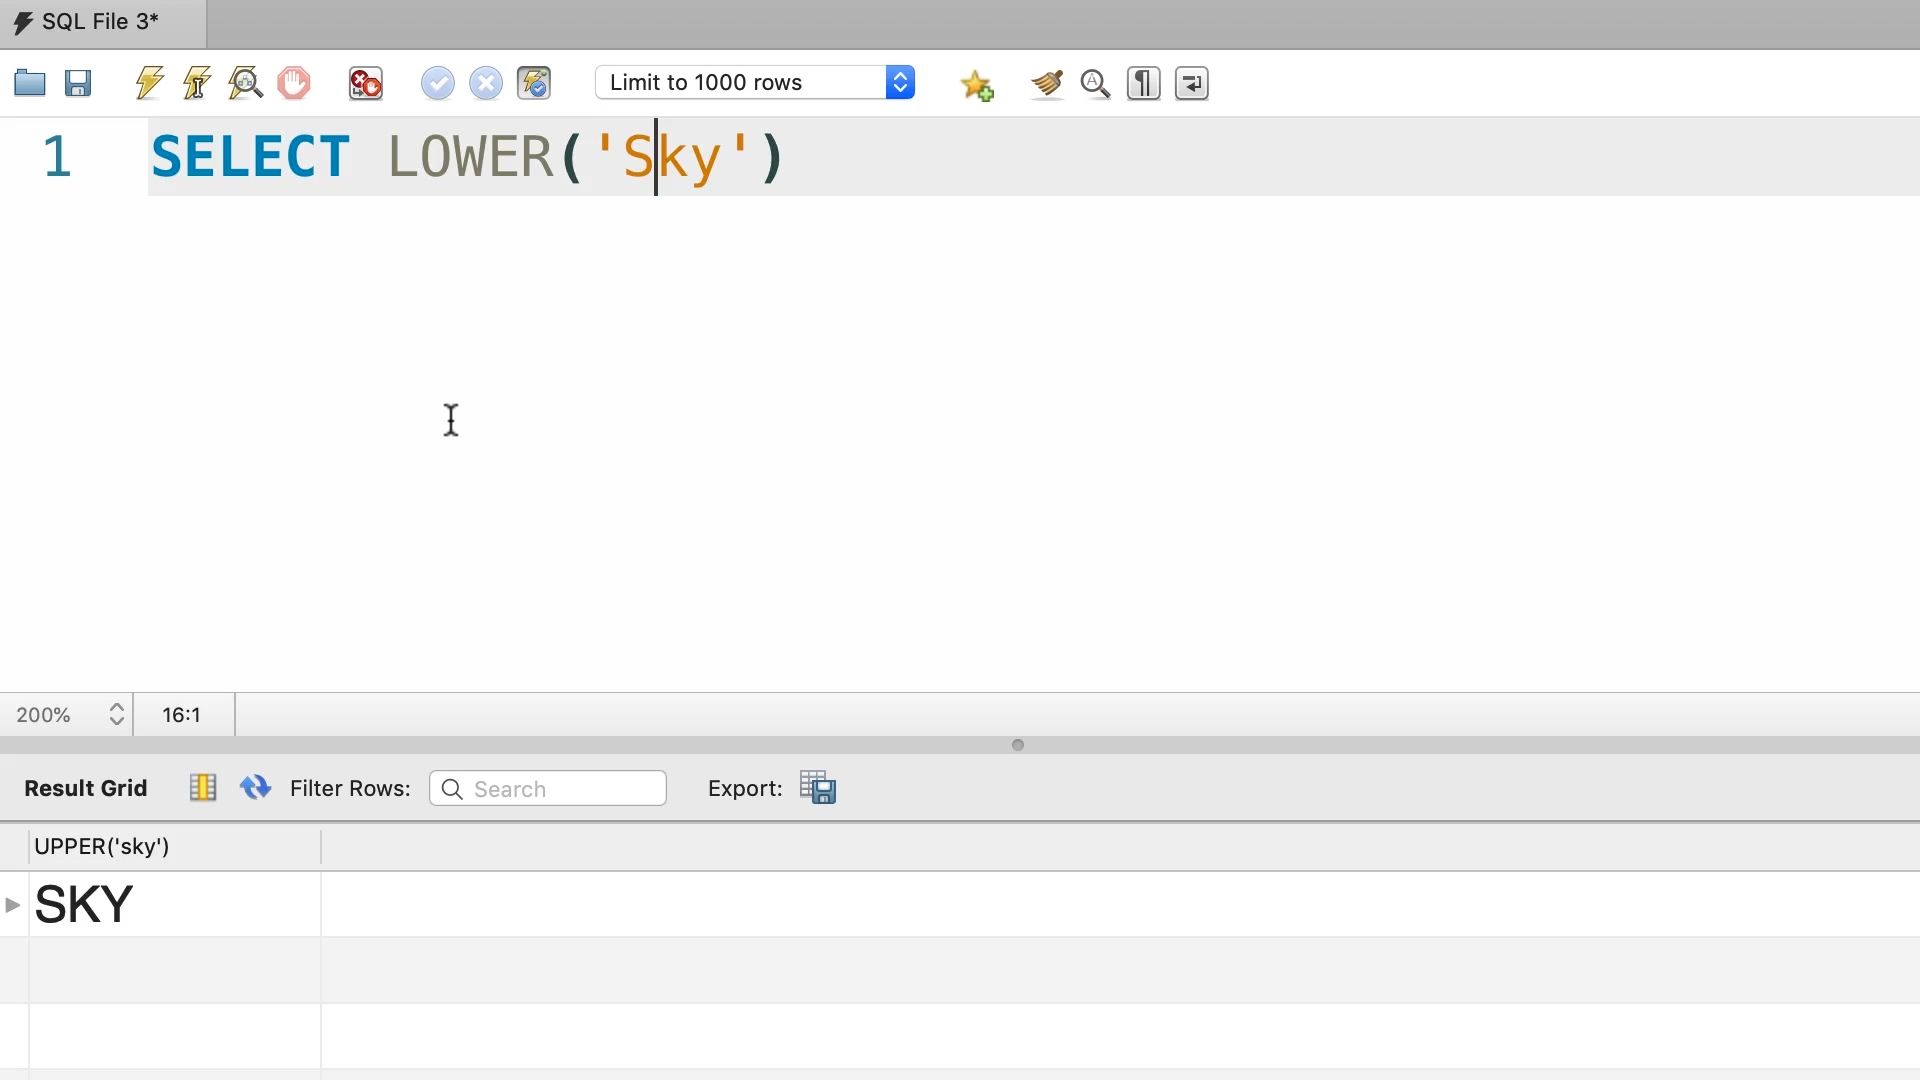 SQL File 3*
Limit to 1000 rows
1 SELECT LOWER('Sky')
200% 16:1
Result Grid Filter Rows: Search Export:
UPPER('sky')
SKY